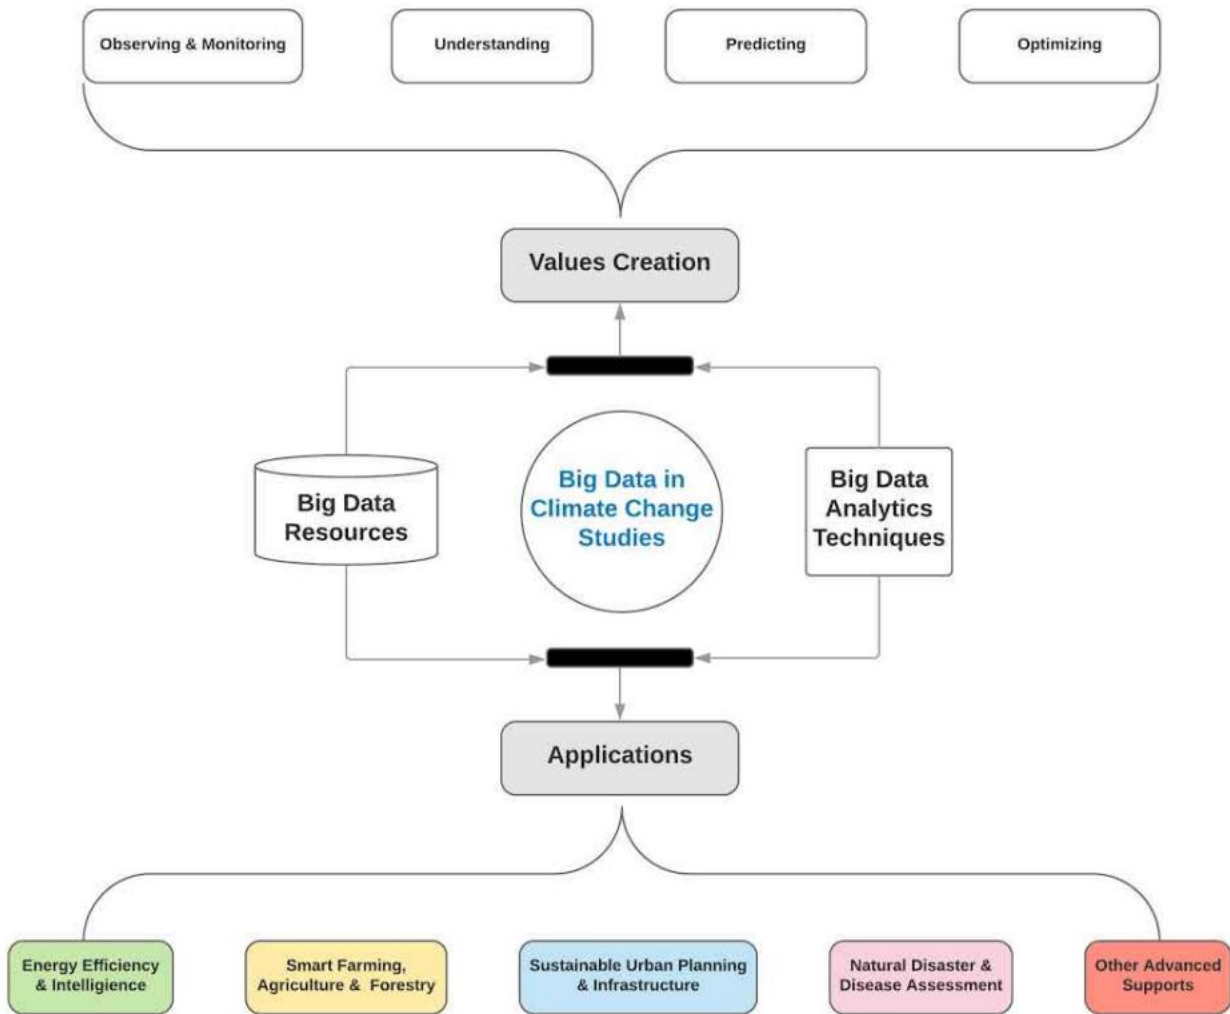 Observing & Monitoring
Understanding
Predicting
Optimizing
Values Creation
Big Data
Resources
Big Data in
Climate Change
Studies
Big Data
Analytics
Techniques
Applications
Energy Efficiency
& Intelligience
Smart Farming,
Agriculture & Forestry
Sustainable Urban Planning
& Infrastructure
Natural Disaster &
Disease Assessment
Other Advanced
Supports